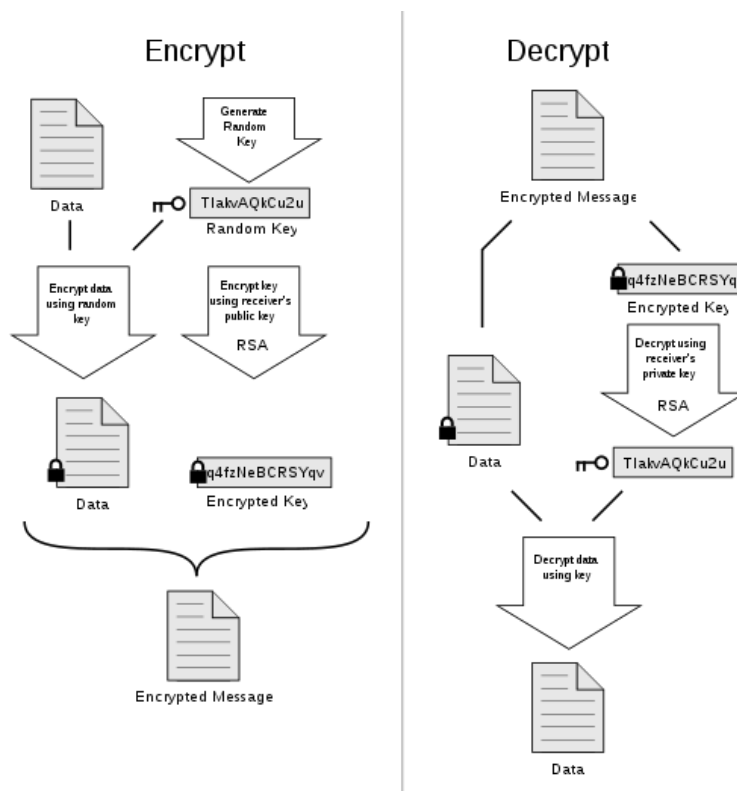 Encrypt
Generate
Random
Key
Data
TIakvAQkCu2u
Random Key
Encrypt data
using random
key
Encrypt key
using receiver's
public key
RSA
Data
q4fzNeBCRSYqv
Encrypted Key
Encrypted Message
Decrypt
Encrypted Message
q4fzNeBCRSYq
Encrypted Key
Decrypt using
receiver's
private key
RSA
Data
TIakvAQkCu2u
Decrypt data
using key
Data